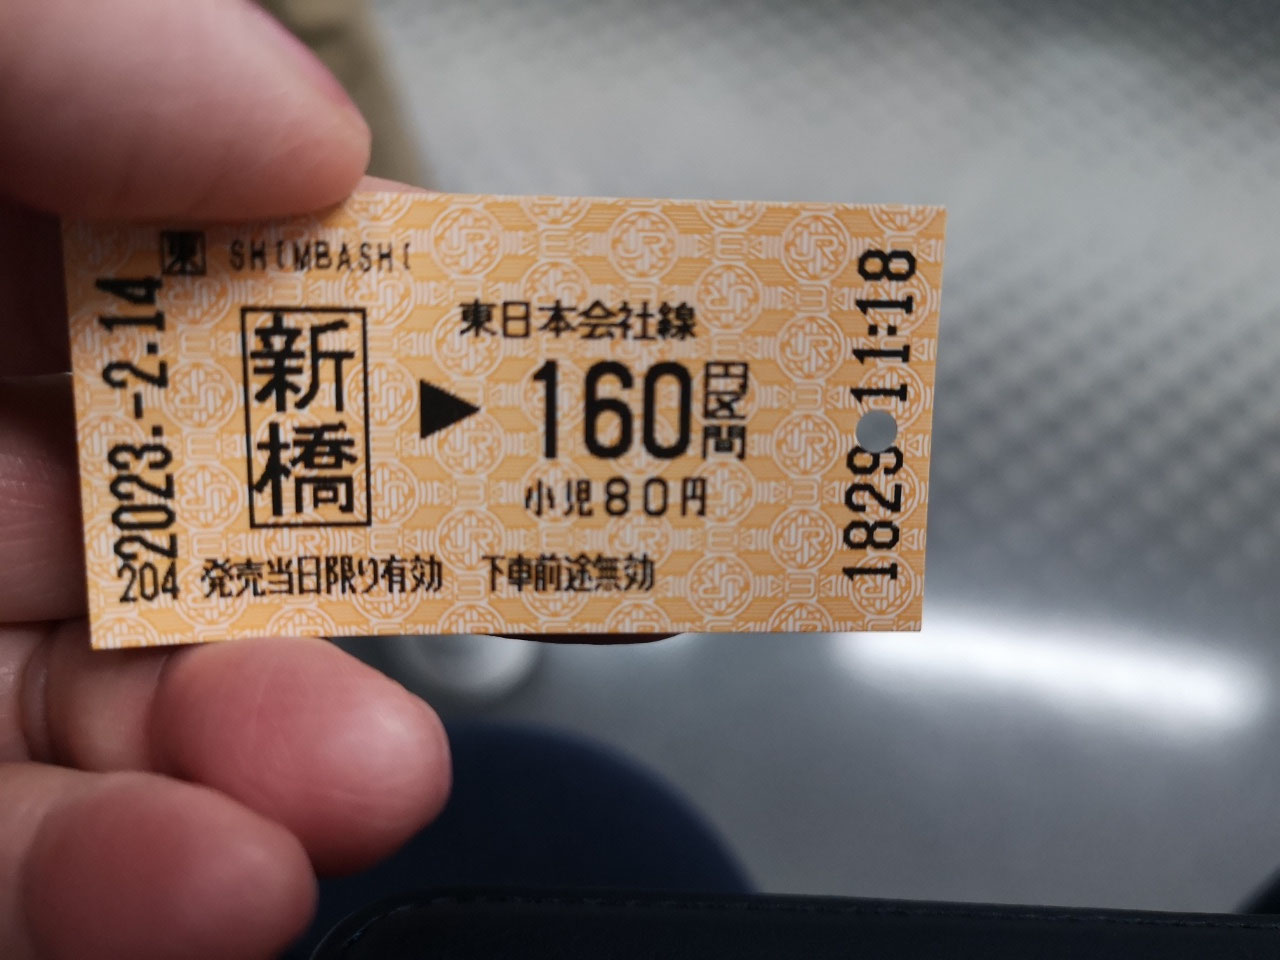 東 SHIMBASHI
2023.-2.14
新橋
東日本会社線
160円区間
小児80円
204 発売当日限り有効 下車前途無効
1829 11:18